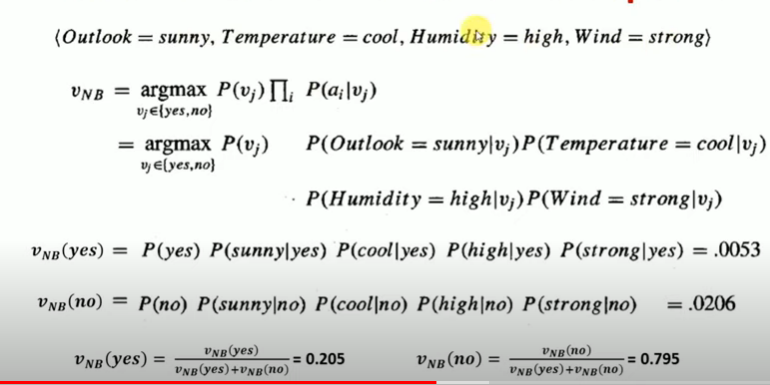 ⟨Outlook = sunny, Temperature = cool, Humidity = high, Wind = strong⟩
v_NB = argmax_{v_j∈{yes,no}} P(v_j) ∏_i P(a_i|v_j)
= argmax_{v_j∈{yes,no}} P(v_j) P(Outlook = sunny|v_j)P(Temperature = cool|v_j)
· P(Humidity = high|v_j)P(Wind = strong|v_j)
v_NB(yes) = P(yes) P(sunny|yes) P(cool|yes) P(high|yes) P(strong|yes) = .0053
v_NB(no) = P(no) P(sunny|no) P(cool|no) P(high|no) P(strong|no) = .0206
v_NB(yes) = v_NB(yes) / (v_NB(yes)+v_NB(no)) = 0.205 v_NB(no) = v_NB(no) / (v_NB(yes)+v_NB(no)) = 0.795